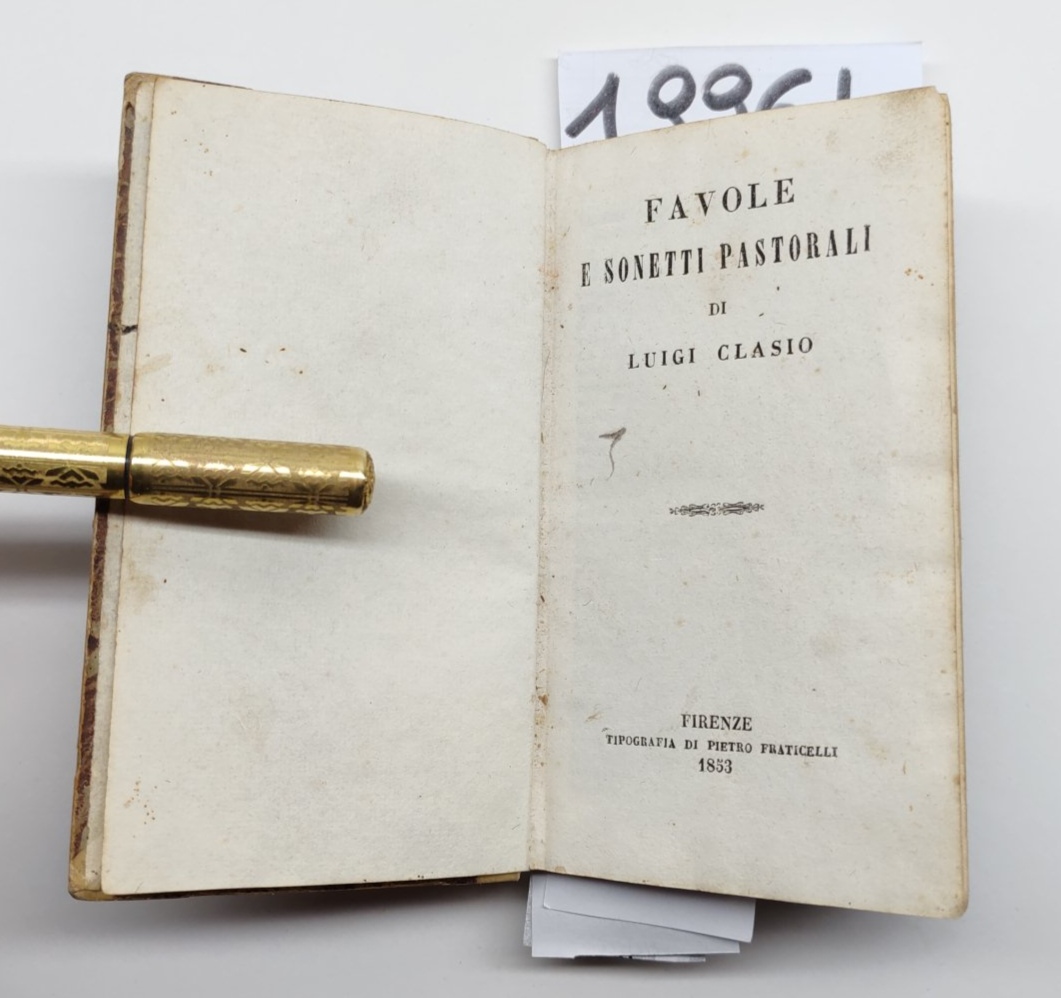 FAVOLE
E SONETTI PASTORALI
DI
LUIGI CLASIO
FIRENZE
TIPOGRAFIA DI PIETRO FRATICELLI
1853